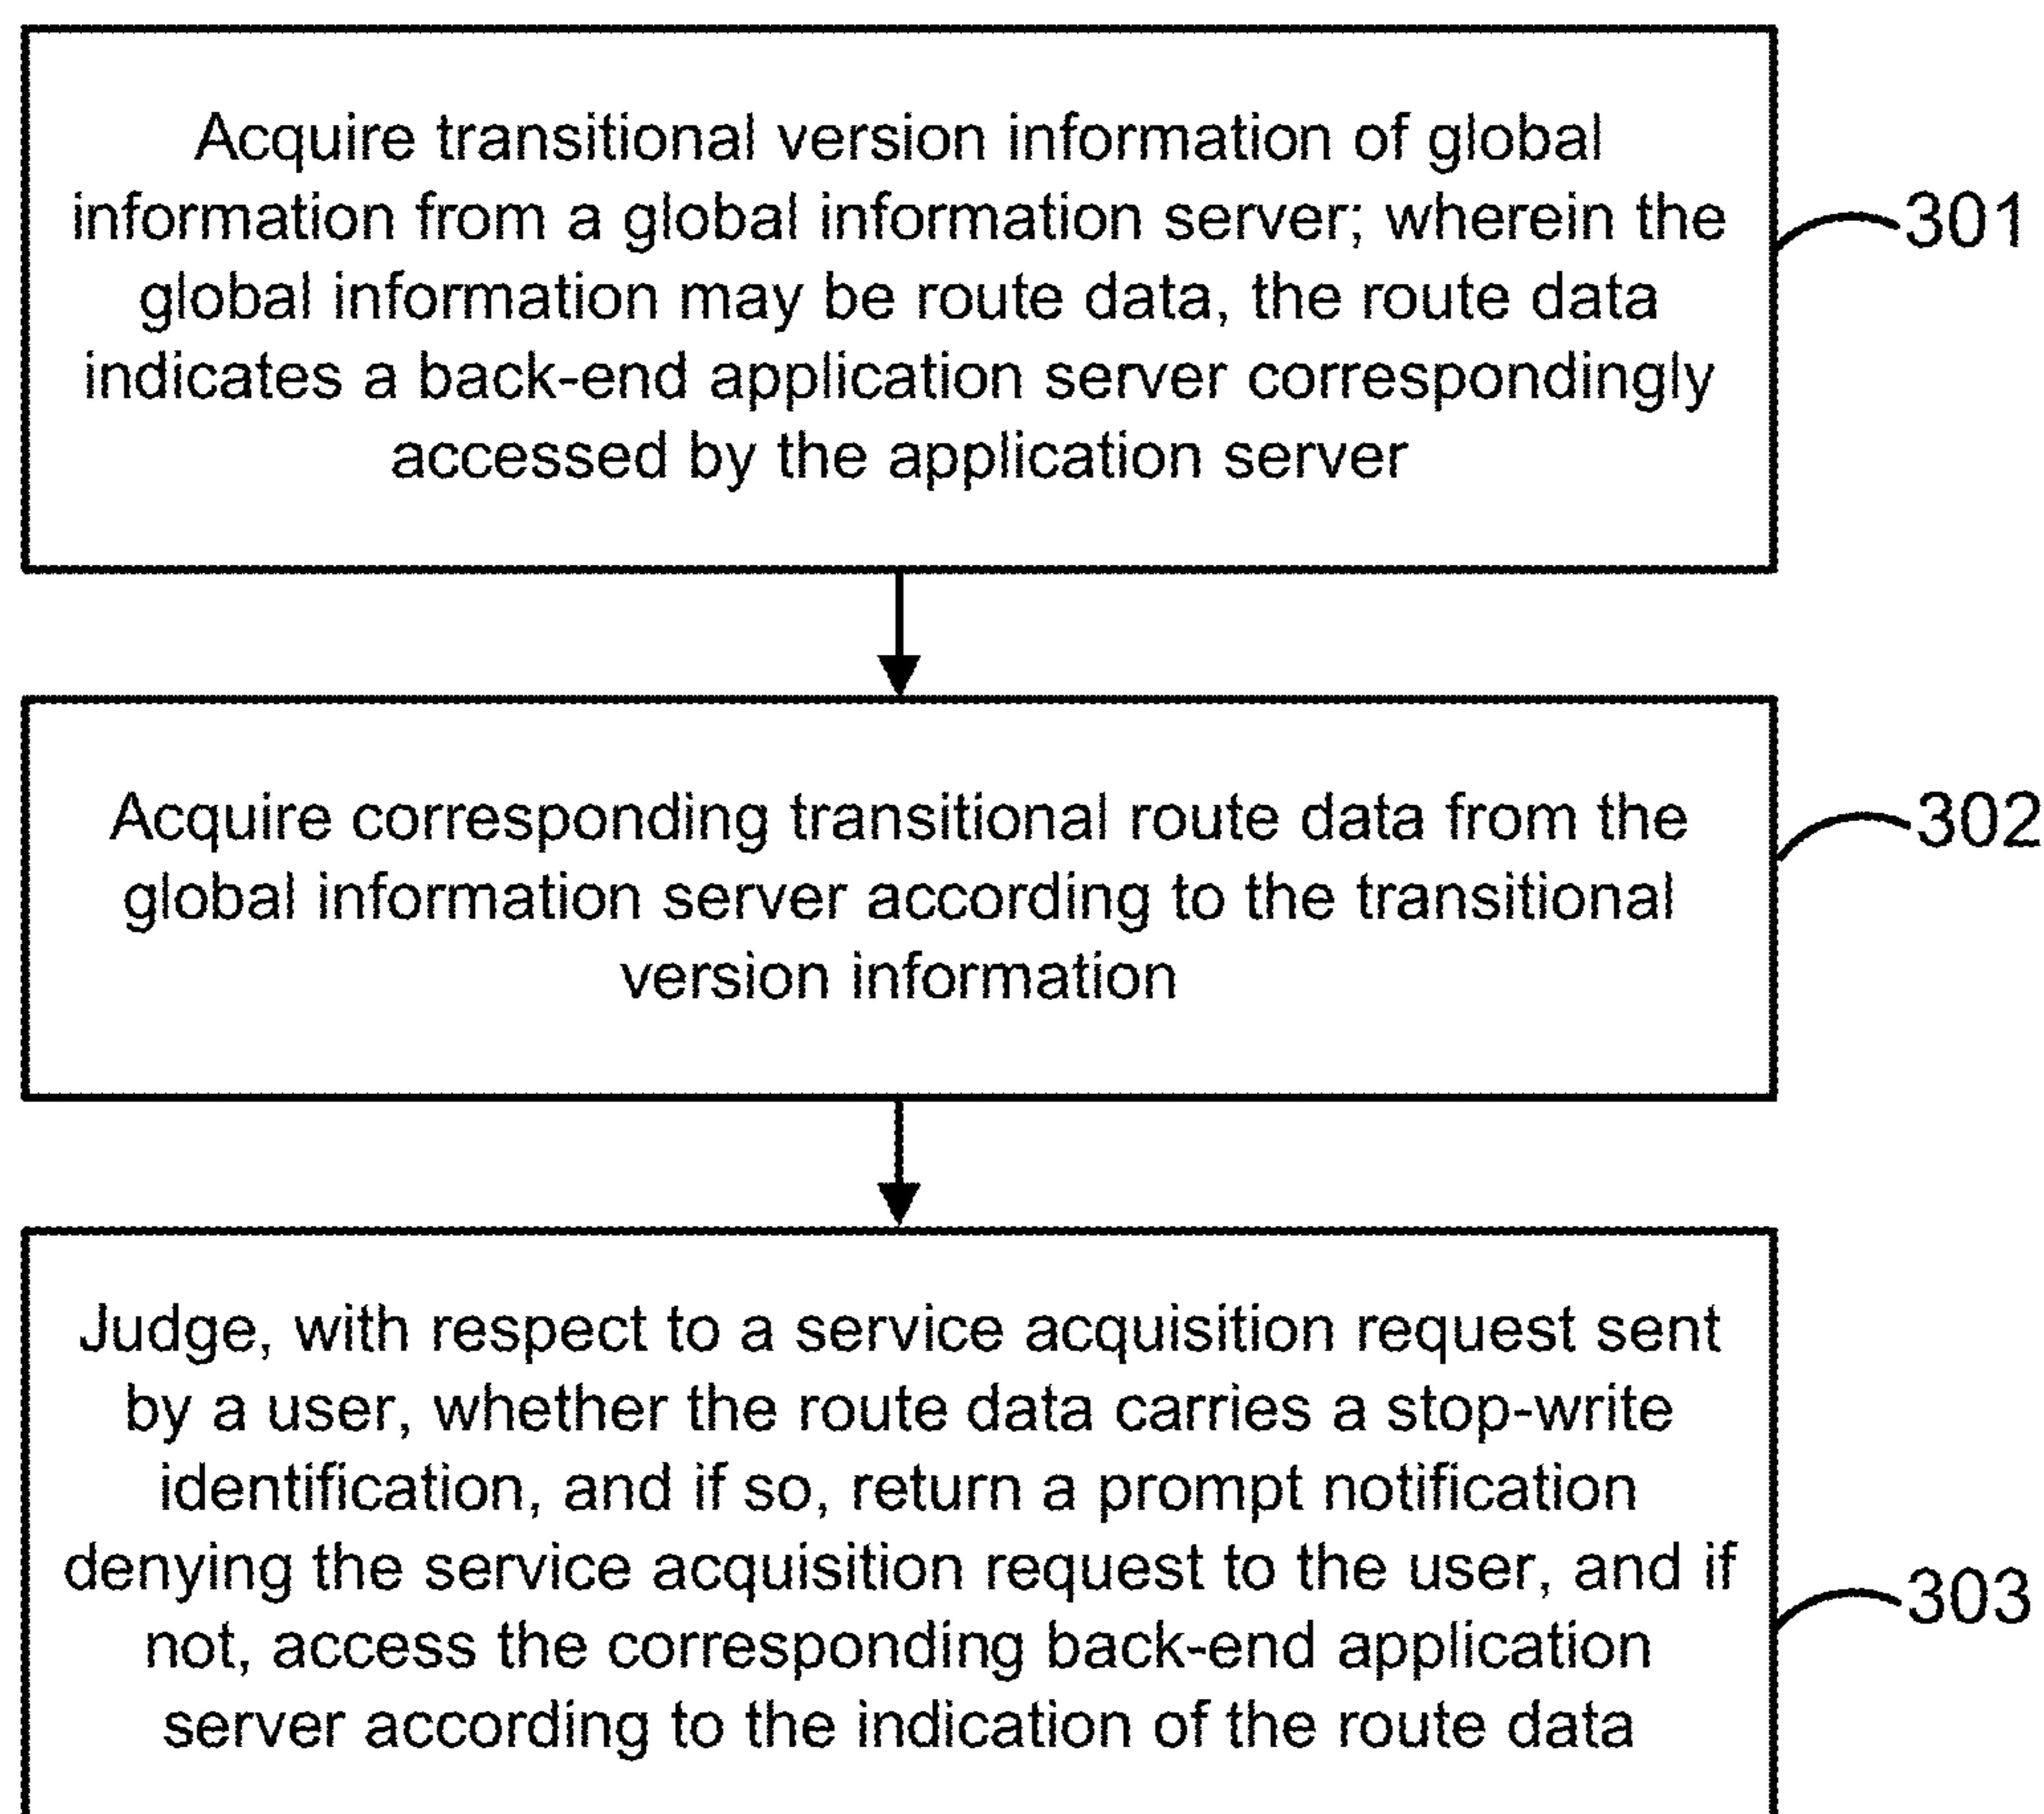 Acquire transitional version information of global
information from a global information server; wherein the
global information may be route data, the route data
indicates a back-end application server correspondingly
accessed by the application server
301
Acquire corresponding transitional route data from the
global information server according to the transitional
version information
302
Judge, with respect to a service acquisition request sent
by a user, whether the route data carries a stop-write
identification, and if so, return a prompt notification
denying the service acquisition request to the user, and if
not, access the corresponding back-end application
server according to the indication of the route data
303